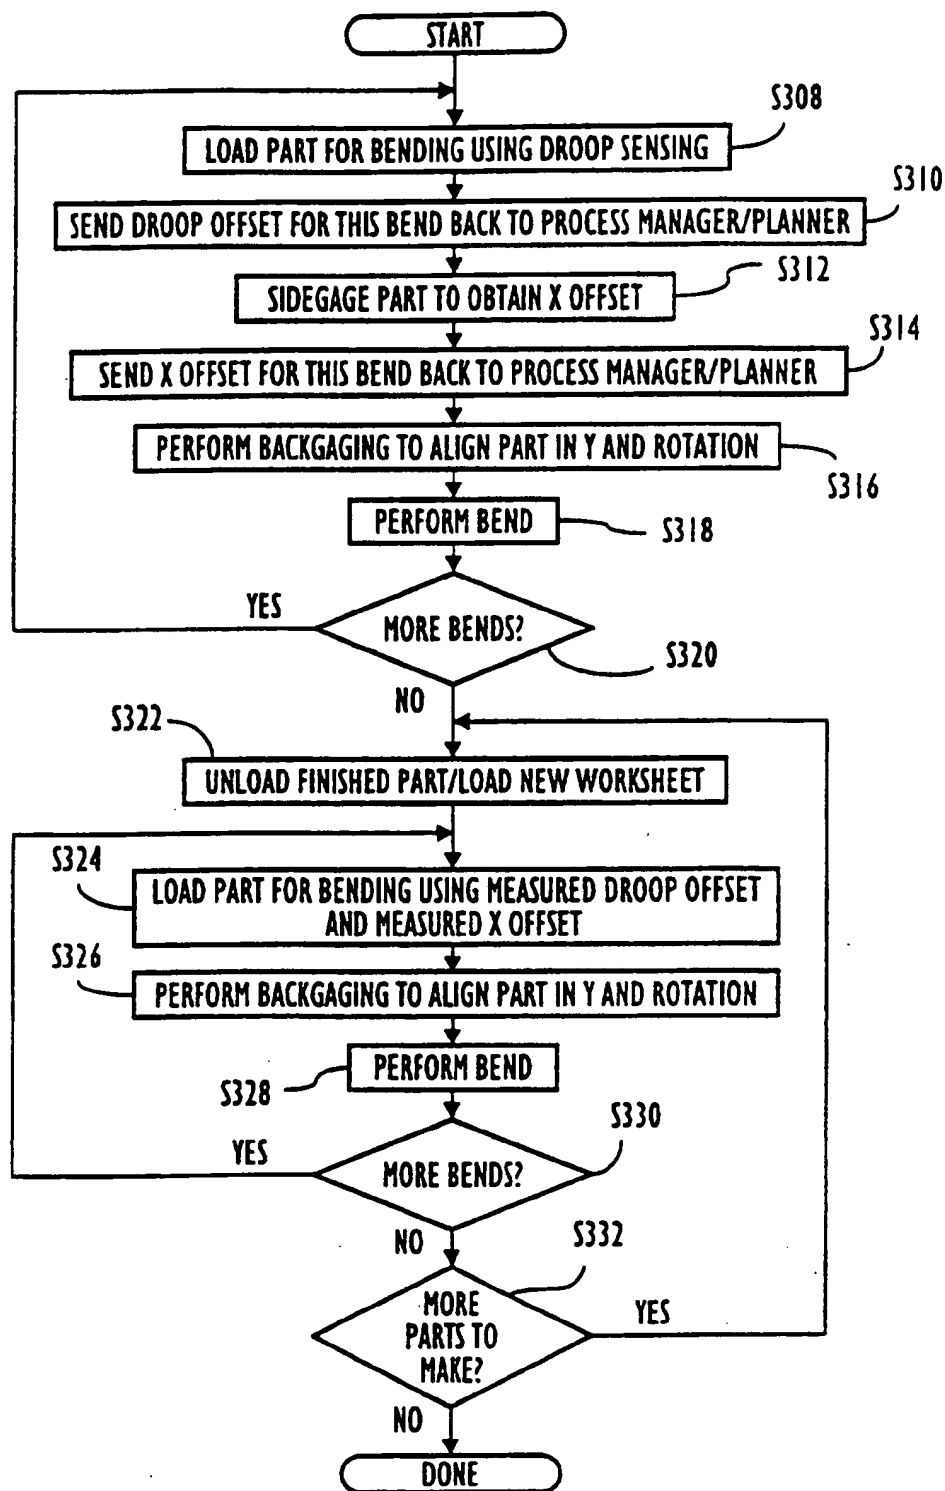 START
S308
LOAD PART FOR BENDING USING DROOP SENSING
S310
SEND DROOP OFFSET FOR THIS BEND BACK TO PROCESS MANAGER/PLANNER
S312
SIDEGAGE PART TO OBTAIN X OFFSET
S314
SEND X OFFSET FOR THIS BEND BACK TO PROCESS MANAGER/PLANNER
PERFORM BACKGAGING TO ALIGN PART IN Y AND ROTATION
S316
PERFORM BEND
S318
YES
MORE BENDS?
S320
NO
S322
UNLOAD FINISHED PART/LOAD NEW WORKSHEET
S324
LOAD PART FOR BENDING USING MEASURED DROOP OFFSET
AND MEASURED X OFFSET
S326
PERFORM BACKGAGING TO ALIGN PART IN Y AND ROTATION
PERFORM BEND
S328
S330
YES
MORE BENDS?
NO
S332
MORE
PARTS TO
MAKE?
YES
NO
DONE